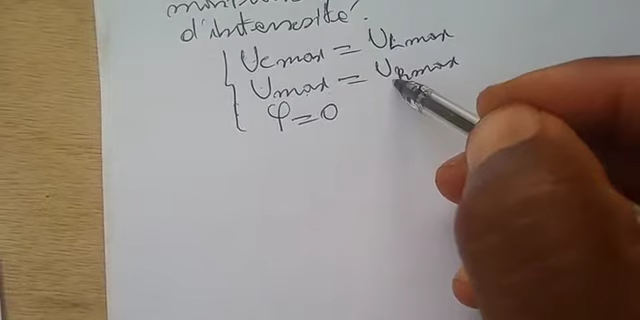 d'intensité.
Ucmax = ULmax
Umax = URmax
φ = 0